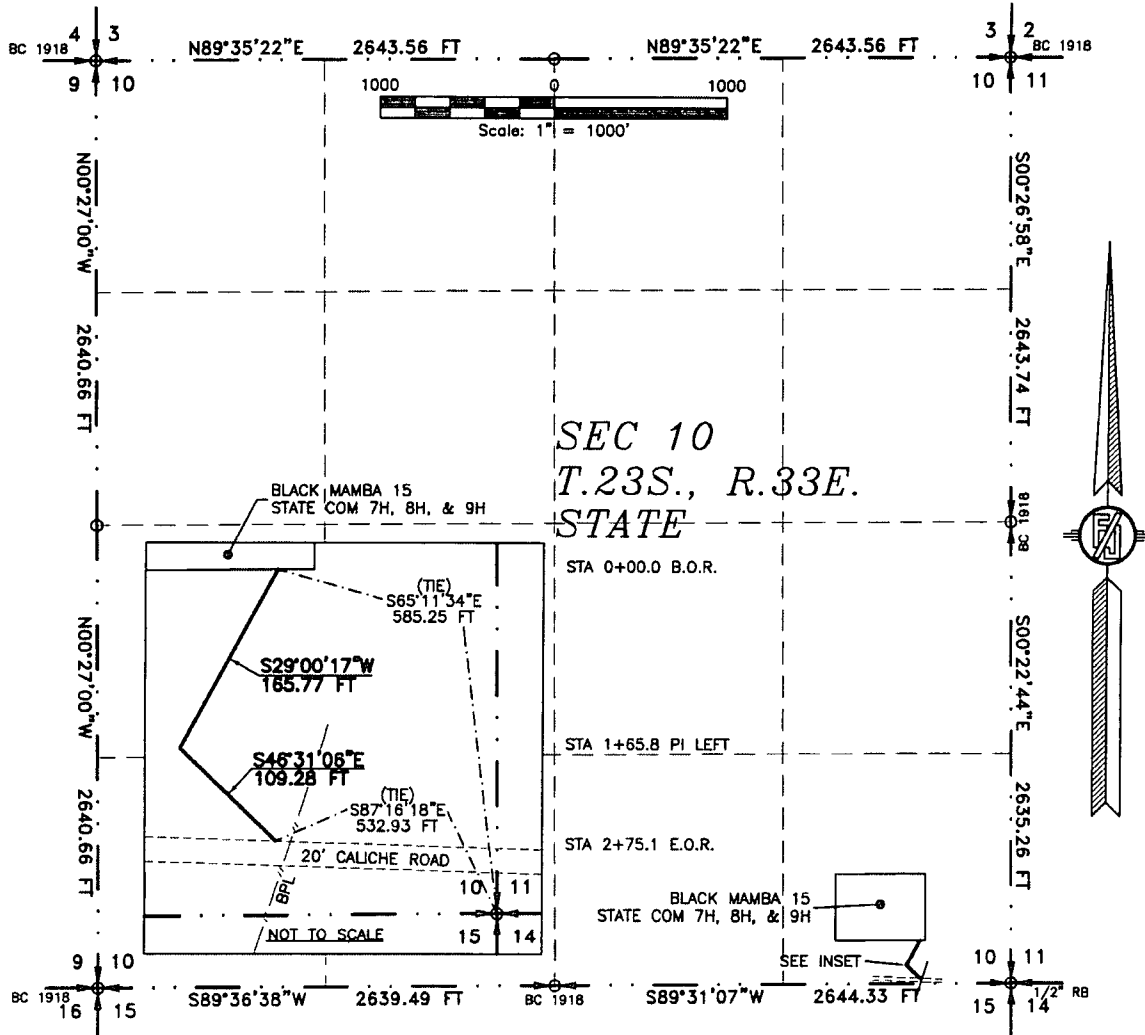 4 3
BC 1918
9 10
N89°35'22"E 2643.56 FT
N89°35'22"E 2643.56 FT
3 2
BC 1918
10 11
1000 0 1000
Scale: 1" = 1000'
N00°27'00"W 2640.66 FT
S00°26'58"E 2643.74 FT
SEC 10
T.23S., R.33E.
STATE
BC 1918
BLACK MAMBA 15
STATE COM 7H, 8H, & 9H
STA 0+00.0 B.O.R.
(TIE)
S65°11'34"E
585.25 FT
S29°00'17"W
165.77 FT
N00°27'00"W 2640.66 FT
S00°22'44"E 2635.26 FT
STA 1+65.8 PI LEFT
S46°31'06"E
109.28 FT
(TIE)
S87°16'18"E
532.93 FT
STA 2+75.1 E.O.R.
20' CALICHE ROAD
BPL
10 11
15 14
NOT TO SCALE
BLACK MAMBA 15
STATE COM 7H, 8H, & 9H
SEE INSET
9 10
BC 1918
16 15
S89°36'38"W 2639.49 FT
BC 1918
S89°31'07"W 2644.33 FT
10 11
15 14
1/2" RB